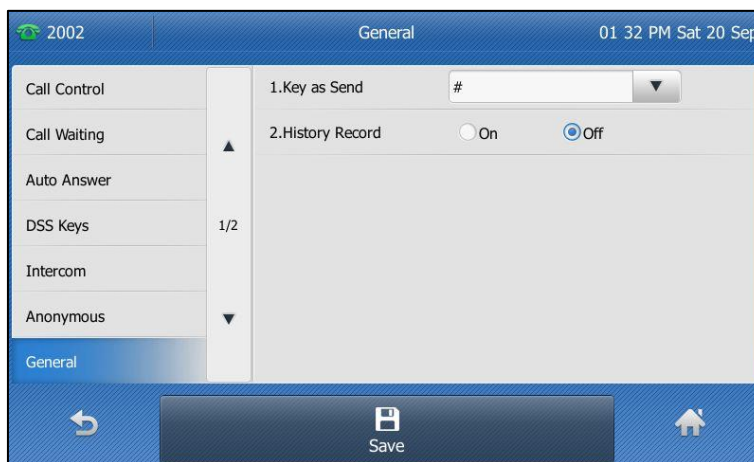 2002 General 01 32 PM Sat 20 Sep
Call Control
Call Waiting
Auto Answer
DSS Keys
Intercom
Anonymous
General
1/2
1.Key as Send #
2.History Record On Off
Save